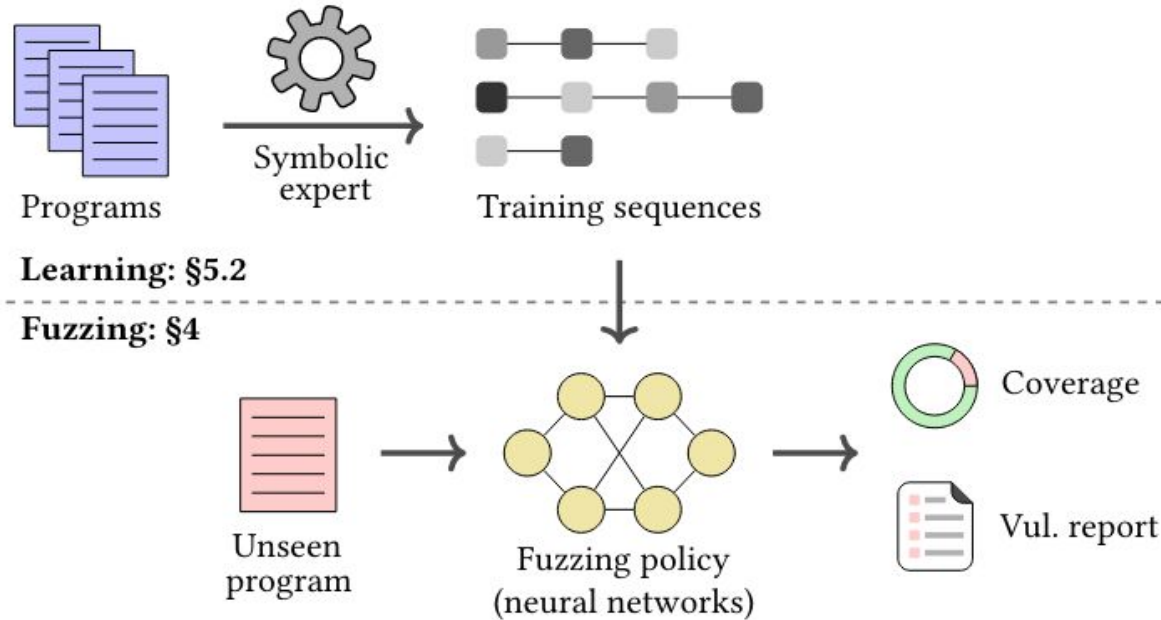 Symbolic
expert
Programs
Training sequences
Learning: §5.2
Fuzzing: §4
Coverage
Unseen
program
Fuzzing policy
(neural networks)
Vul. report